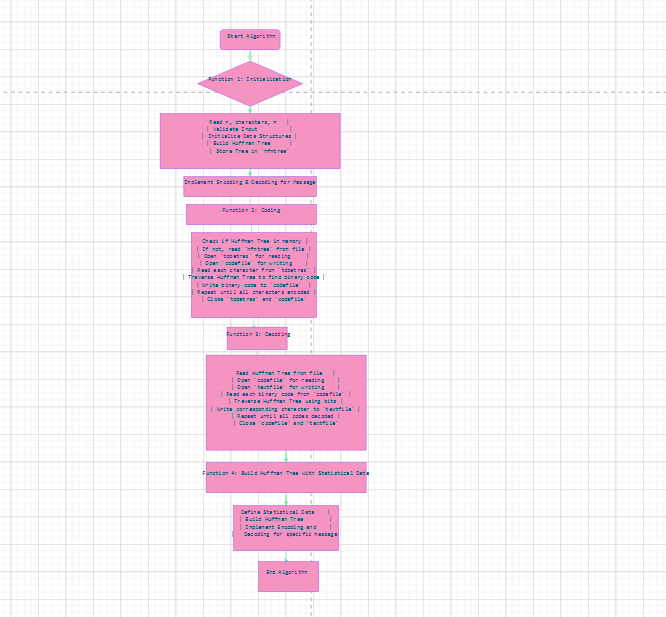 Start Algorithm
Function 1: Initialization
Read n, characters, n |
| Validate Input |
| Initialize Data Structures |
| Build Huffman Tree |
| Store Tree in 'hfmtree'
Implement Encoding & Decoding for Message
Function 2: Coding
Check if Huffman Tree in memory |
| If not, read 'hfmtree' from file |
| Open 'tobetras' for reading |
| Open 'codefile' for writing |
| Read each character from 'tobetras' |
| Traverse Huffman Tree to find binary code |
| Write binary code to 'codefile' |
| Repeat until all characters encoded |
| Close 'tobetras' and 'codefile'
Function 3: Decoding
Read Huffman Tree from file |
| Open 'codefile' for reading |
| Open 'textfile' for writing |
| Read each binary code from 'codefile' |
| Traverse Huffman Tree using bits |
| Write corresponding character to 'textfile' |
| Repeat until all codes decoded |
| Close 'codefile' and 'textfile'
Function 4: Build Huffman Tree with Statistical Data
Define Statistical Data |
| Build Huffman Tree |
| Implement Encoding and |
| Decoding for specific message
End Algorithm